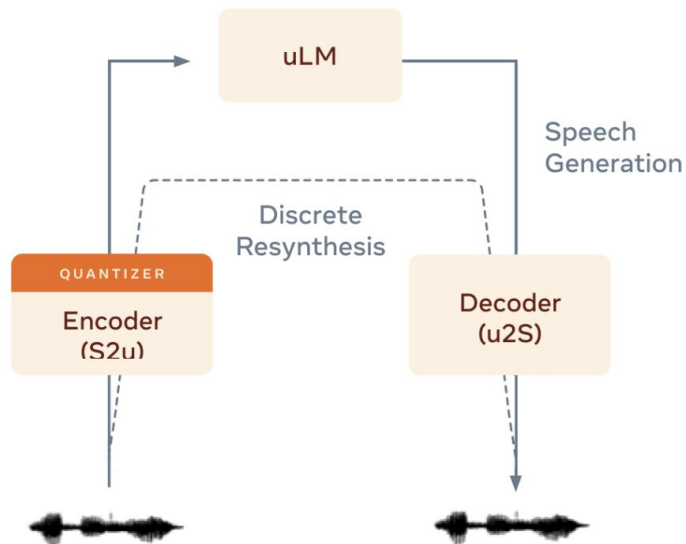 uLM
Speech
Generation
Discrete
Resynthesis
QUANTIZER
Encoder
(S2u)
Decoder
(u2S)